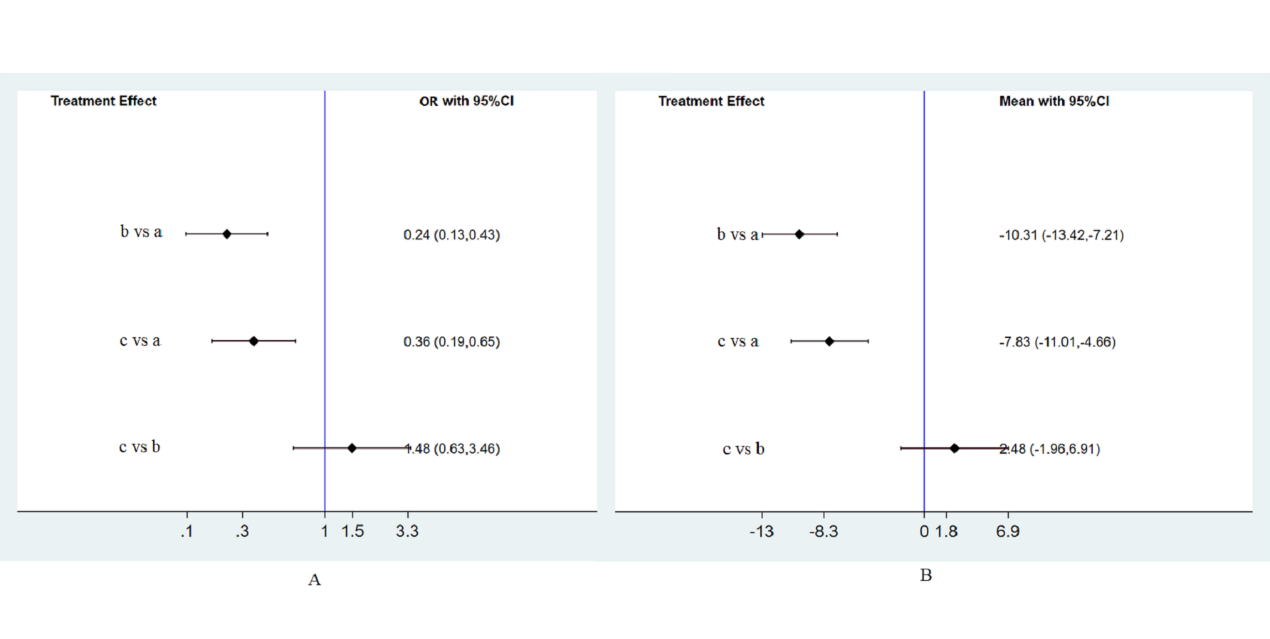 Treatment Effect OR with 95%CI
b vs a 0.24 (0.13,0.43)
c vs a 0.36 (0.19,0.65)
c vs b 1.48 (0.63,3.46)
.1 .3 1 1.5 3.3
A
Treatment Effect Mean with 95%CI
b vs a -10.31 (-13.42,-7.21)
c vs a -7.83 (-11.01,-4.66)
c vs b 2.48 (-1.96,6.91)
-13 -8.3 0 1.8 6.9
B